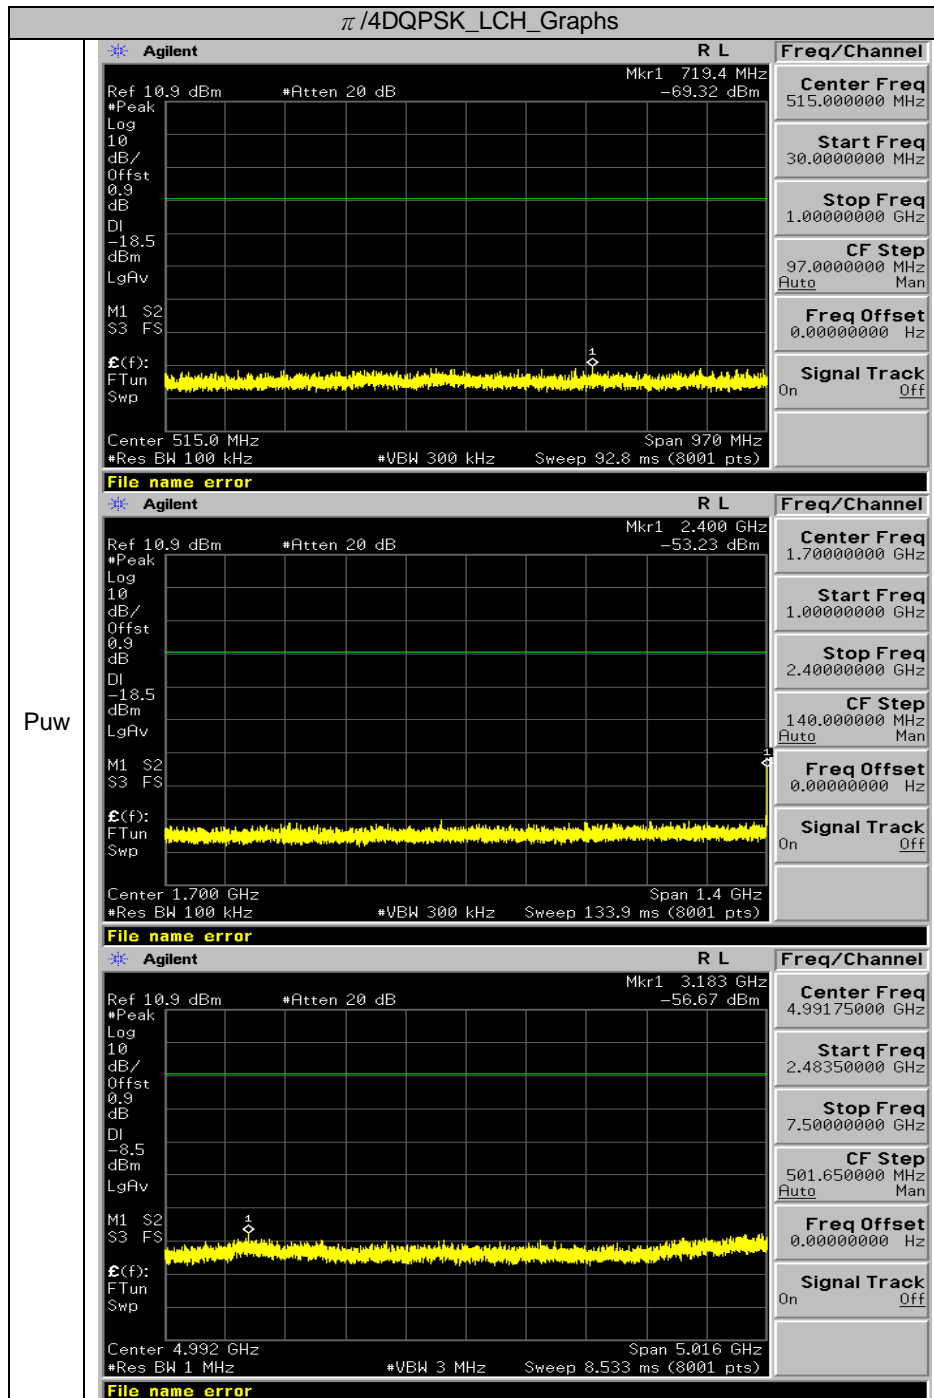 π/4DQPSK_LCH_Graphs
Puw
Agilent R L Freq/Channel
Mkr1 719.4 MHz
Ref 10.9 dBm #Atten 20 dB -69.32 dBm
#Peak
Log
10
dB/
Offst
0.9
dB
DI
-18.5
dBm
LgAv
M1 S2
S3 FS
£(f):
FTun
Swp
1
Center 515.0 MHz Span 970 MHz
#Res BW 100 kHz #VBW 300 kHz Sweep 92.8 ms (8001 pts)
File name error
Center Freq
515.000000 MHz
Start Freq
30.0000000 MHz
Stop Freq
1.00000000 GHz
CF Step
97.0000000 MHz
Auto Man
Freq Offset
0.00000000 Hz
Signal Track
On Off
Agilent R L Freq/Channel
Mkr1 2.400 GHz
Ref 10.9 dBm #Atten 20 dB -53.23 dBm
#Peak
Log
10
dB/
Offst
0.9
dB
DI
-18.5
dBm
LgAv
M1 S2
S3 FS
£(f):
FTun
Swp
1
Center 1.700 GHz Span 1.4 GHz
#Res BW 100 kHz #VBW 300 kHz Sweep 133.9 ms (8001 pts)
File name error
Center Freq
1.70000000 GHz
Start Freq
1.00000000 GHz
Stop Freq
2.40000000 GHz
CF Step
140.000000 MHz
Auto Man
Freq Offset
0.00000000 Hz
Signal Track
On Off
Agilent R L Freq/Channel
Mkr1 3.183 GHz
Ref 10.9 dBm #Atten 20 dB -56.67 dBm
#Peak
Log
10
dB/
Offst
0.9
dB
DI
-8.5
dBm
LgAv
M1 S2
S3 FS
£(f):
FTun
Swp
1
Center 4.992 GHz Span 5.016 GHz
#Res BW 1 MHz #VBW 3 MHz Sweep 8.533 ms (8001 pts)
File name error
Center Freq
4.99175000 GHz
Start Freq
2.48350000 GHz
Stop Freq
7.50000000 GHz
CF Step
501.650000 MHz
Auto Man
Freq Offset
0.00000000 Hz
Signal Track
On Off